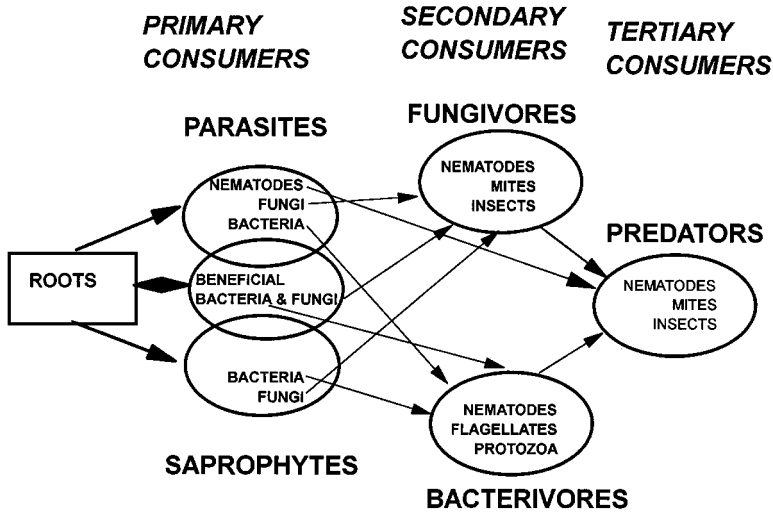 PRIMARY
CONSUMERS
SECONDARY
CONSUMERS
TERTIARY
CONSUMERS
PARASITES
NEMATODES
FUNGI
BACTERIA
ROOTS
BENEFICIAL
BACTERIA & FUNGI
BACTERIA
FUNGI
SAPROPHYTES
FUNGIVORES
NEMATODES
MITES
INSECTS
NEMATODES
FLAGELLATES
PROTOZOA
BACTERIVORES
PREDATORS
NEMATODES
MITES
INSECTS